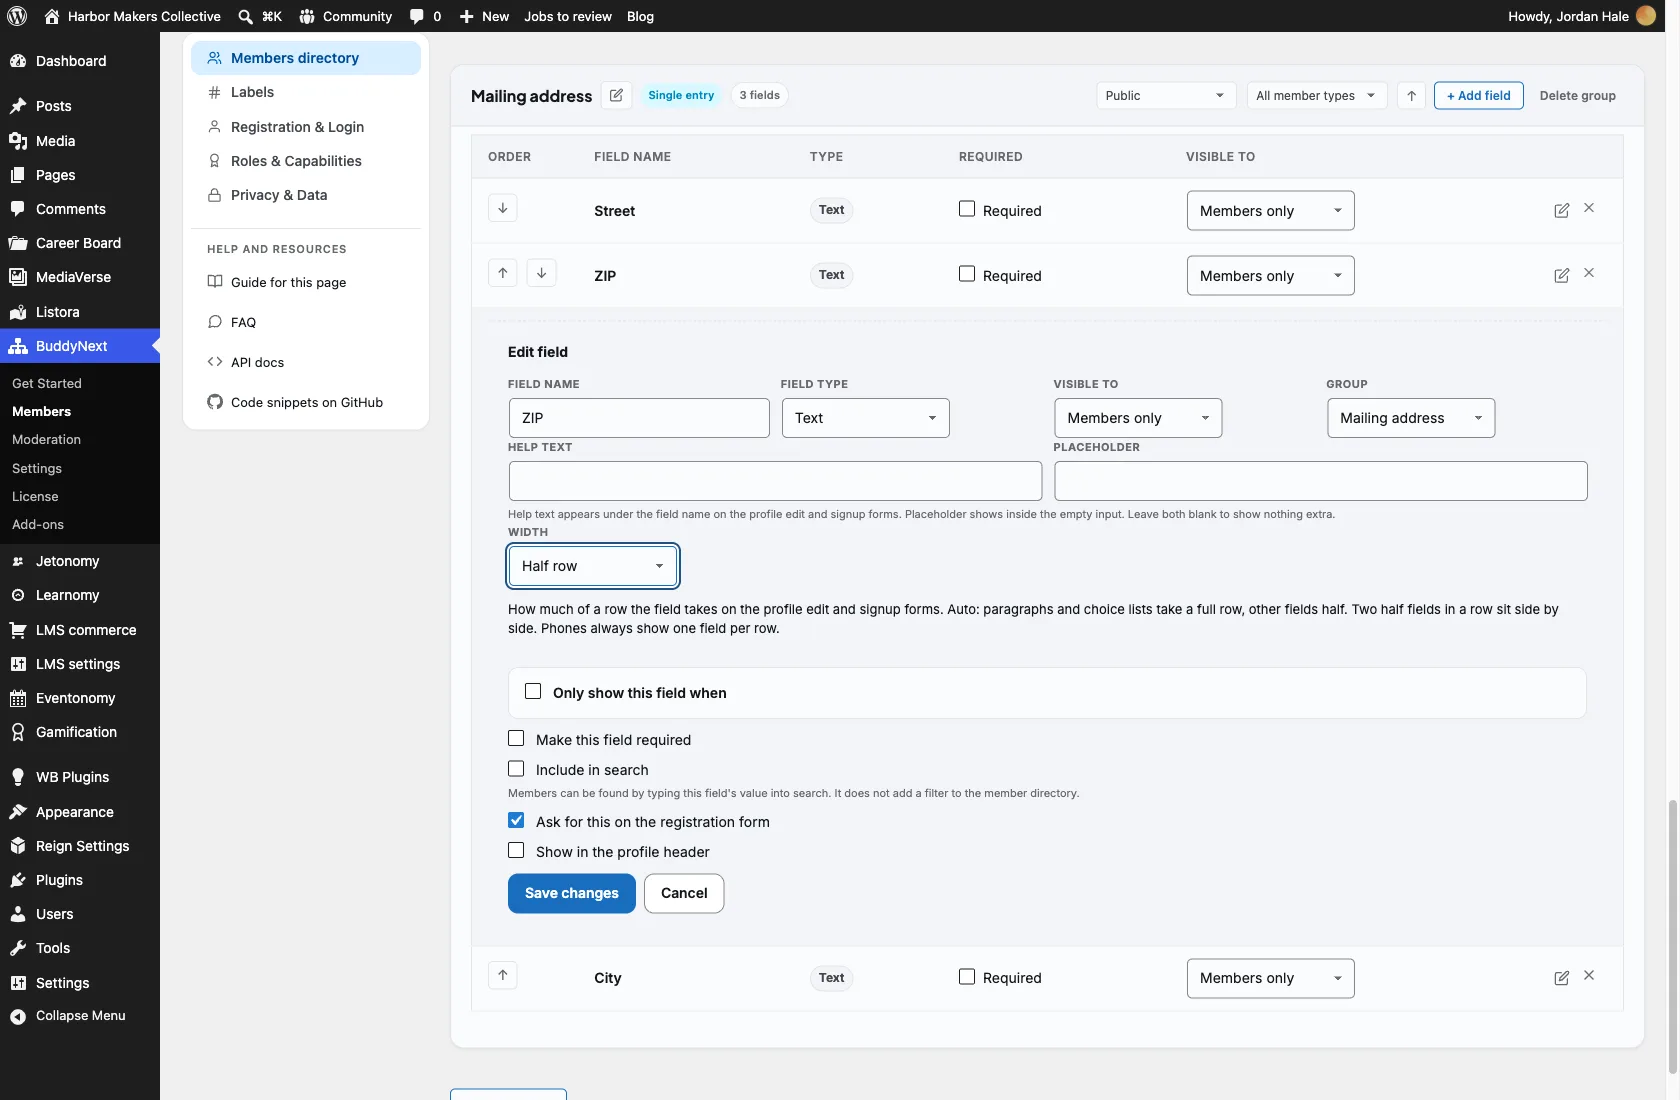 Harbor Makers Collective ⌘K Community 0 New Jobs to review Blog Howdy, Jordan Hale
Dashboard
Posts
Media
Pages
Comments
Career Board
MediaVerse
Listora
BuddyNext
Get Started
Members
Moderation
Settings
License
Add-ons
Jetonomy
Learnomy
LMS commerce
LMS settings
Eventonomy
Gamification
WB Plugins
Appearance
Reign Settings
Plugins
Users
Tools
Settings
Collapse Menu
Members directory
Labels
Registration & Login
Roles & Capabilities
Privacy & Data
HELP AND RESOURCES
Guide for this page
FAQ
API docs
Code snippets on GitHub
Mailing address Single entry 3 fields Public All member types + Add field Delete group
ORDER FIELD NAME TYPE REQUIRED VISIBLE TO
Street Text Required Members only
ZIP Text Required Members only
Edit field
FIELD NAME FIELD TYPE VISIBLE TO GROUP
ZIP Text Members only Mailing address
HELP TEXT PLACEHOLDER
Help text appears under the field name on the profile edit and signup forms. Placeholder shows inside the empty input. Leave both blank to show nothing extra.
WIDTH
Half row
How much of a row the field takes on the profile edit and signup forms. Auto: paragraphs and choice lists take a full row, other fields half. Two half fields in a row sit side by
side. Phones always show one field per row.
Only show this field when
Make this field required
Include in search
Members can be found by typing this field's value into search. It does not add a filter to the member directory.
Ask for this on the registration form
Show in the profile header
Save changes Cancel
City Text Required Members only